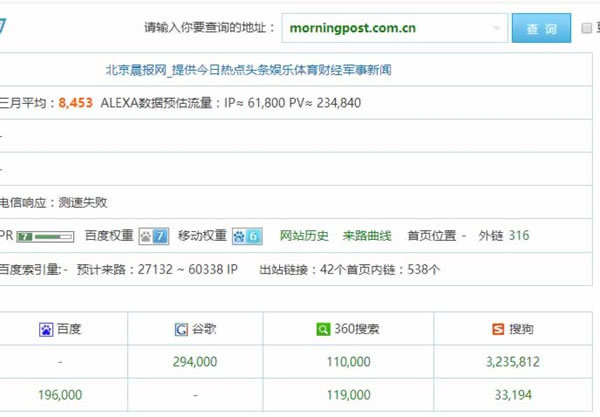 7
请输入你要查询的地址： morningpost.com.cn 查 询
北京晨报网_提供今日热点头条娱乐体育财经军事新闻
三月平均：8,453 ALEXA数据预估流量：IP≈ 61,800 PV≈ 234,840
-
-
电信响应：测速失败
PR 7 百度权重 7 移动权重 6 网站历史 来路曲线 首页位置 - 外链 316
百度索引量: - 预计来路：27132 ~ 60338 IP 出站链接：42个首页内链：538个
百度 谷歌 360搜索 搜狗
- 294,000 110,000 3,235,812
196,000 - 119,000 33,194